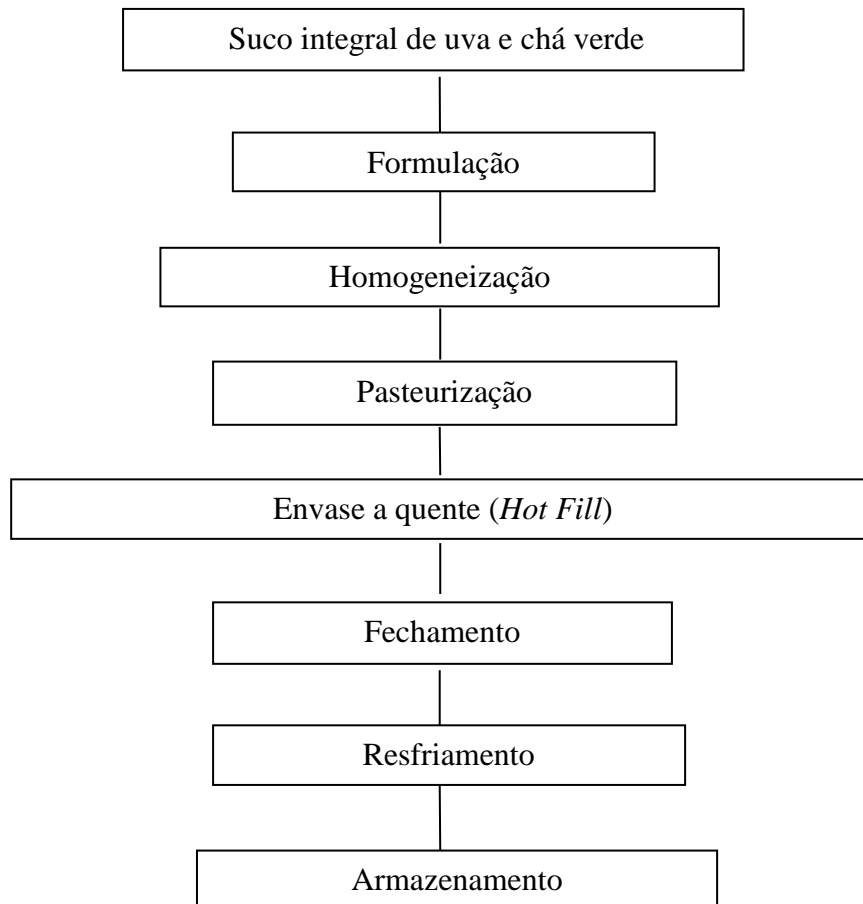 Suco integral de uva e chá verde
Formulação
Homogeneização
Pasteurização
Envase a quente (Hot Fill)
Fechamento
Resfriamento
Armazenamento